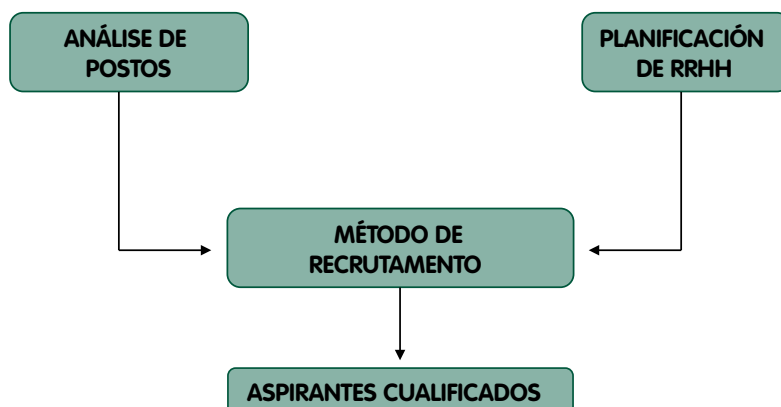 ANÁLISE DE
POSTOS
PLANIFICACIÓN
DE RRHH
MÉTODO DE
RECRUTAMENTO
ASPIRANTES CUALIFICADOS